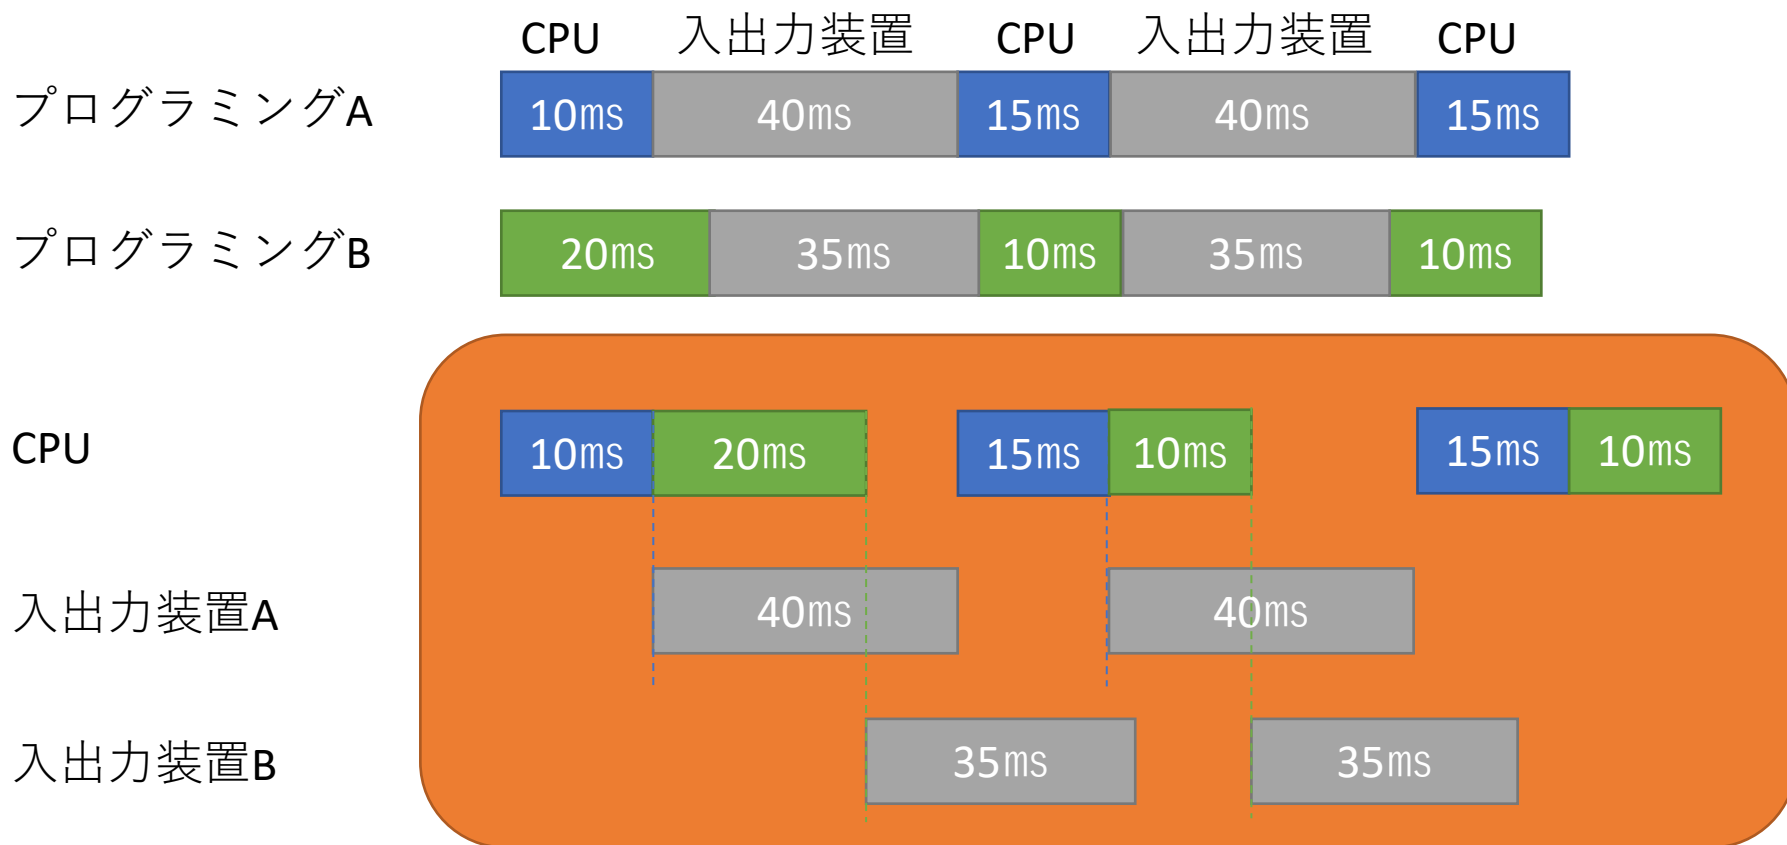 CPU 入出力装置 CPU 入出力装置 CPU
プログラミングA 10ms 40ms 15ms 40ms 15ms
プログラミングB 20ms 35ms 10ms 35ms 10ms
CPU 10ms 20ms 15ms 10ms 15ms 10ms
入出力装置A 40ms 40ms
入出力装置B 35ms 35ms